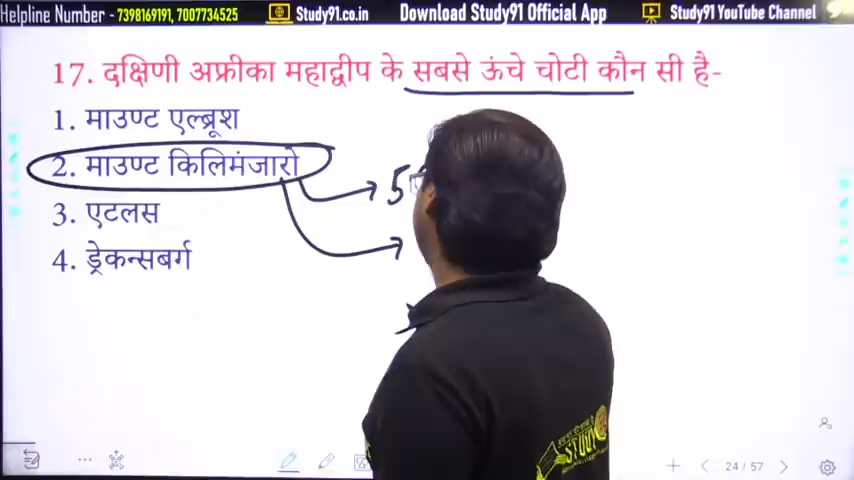 Helpline Number - 7398169191, 7007734525 Study91.co.in Download Study91 Official App Study91 YouTube Channel
17. दक्षिणी अफ्रीका महाद्वीप के सबसे ऊंचे चोटी कौन सी है-
1. माउण्ट एल्ब्रूश
2. माउण्ट किलिमंजारो
5
3. एटलस
4. ड्रेकन्सबर्ग
STUDY
24 / 57